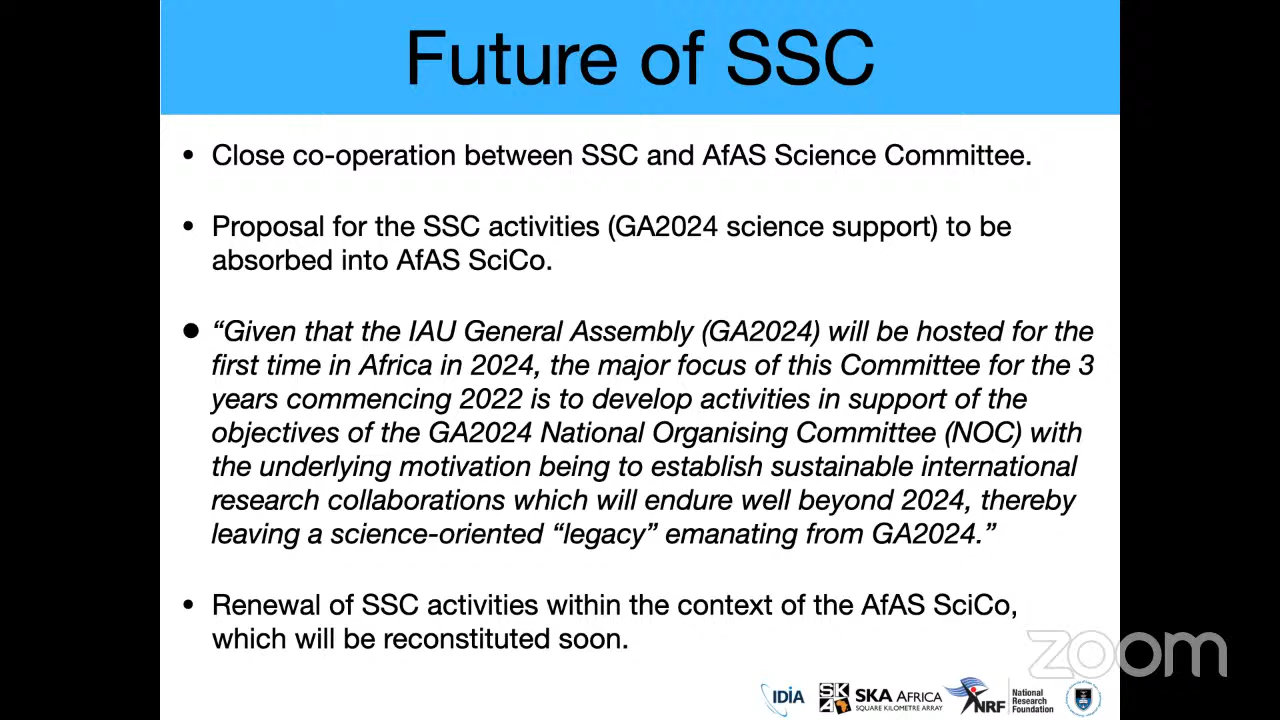 Future of SSC
• Close co-operation between SSC and AfAS Science Committee.
• Proposal for the SSC activities (GA2024 science support) to be
absorbed into AfAS SciCo.
• “Given that the IAU General Assembly (GA2024) will be hosted for the
first time in Africa in 2024, the major focus of this Committee for the 3
years commencing 2022 is to develop activities in support of the
objectives of the GA2024 National Organising Committee (NOC) with
the underlying motivation being to establish sustainable international
research collaborations which will endure well beyond 2024, thereby
leaving a science-oriented “legacy” emanating from GA2024.”
• Renewal of SSC activities within the context of the AfAS SciCo,
which will be reconstituted soon.
zoom
IDIA
SKA
SKA AFRICA
SQUARE KILOMETRE ARRAY
NRF
National
Research
Foundation